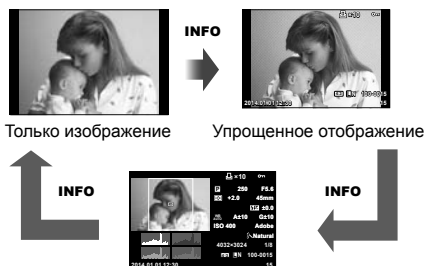 INFO
×10
100-0015
2014.01.01 12:30 15
Только изображение
Упрощенное отображение
INFO
INFO
×10
P 250 F5.6
+2.0 45mm
±0.0
A±10 G±10
ISO 400 Adobe
Natural
4032×3024 1/8
N 100-0015
2014.01.01 12:30 15